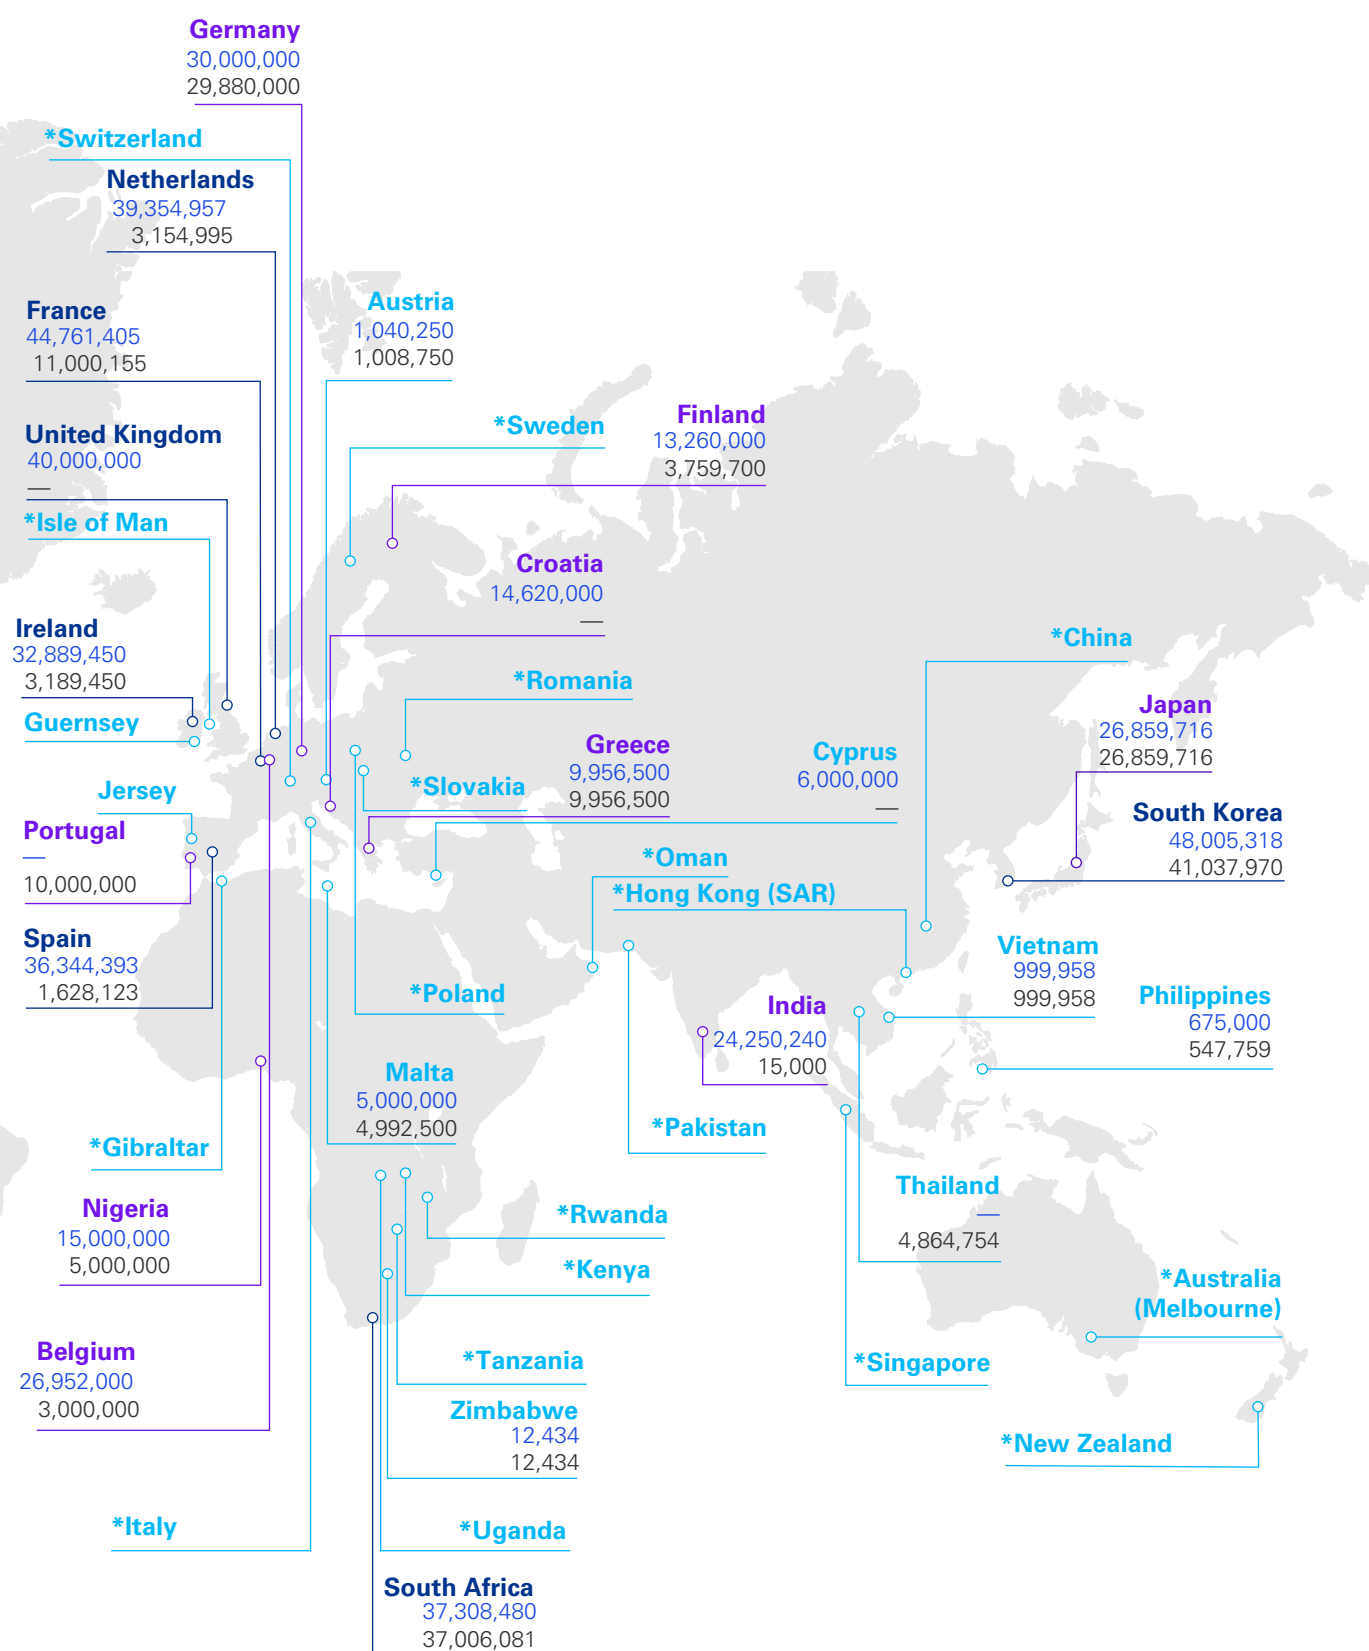 Germany
30,000,000
29,880,000
*Switzerland
Netherlands
39,354,957
3,154,995
France
44,761,405
11,000,155
Austria
1,040,250
1,008,750
United Kingdom
40,000,000
—
*Sweden
Finland
13,260,000
3,759,700
*Isle of Man
Croatia
14,620,000
—
Ireland
32,889,450
3,189,450
*China
*Romania
Guernsey
Japan
26,859,716
26,859,716
Greece
9,956,500
9,956,500
Cyprus
6,000,000
—
*Slovakia
Jersey
South Korea
48,005,318
41,037,970
Portugal
—
10,000,000
*Oman
*Hong Kong (SAR)
Spain
36,344,393
1,628,123
Vietnam
999,958
999,958
*Poland
India
24,250,240
15,000
Philippines
675,000
547,759
Malta
5,000,000
4,992,500
*Pakistan
*Gibraltar
Thailand
—
4,864,754
Nigeria
15,000,000
5,000,000
*Rwanda
*Kenya
*Australia
(Melbourne)
Belgium
26,952,000
3,000,000
*Tanzania
*Singapore
Zimbabwe
12,434
12,434
*New Zealand
*Italy
*Uganda
South Africa
37,308,480
37,006,081